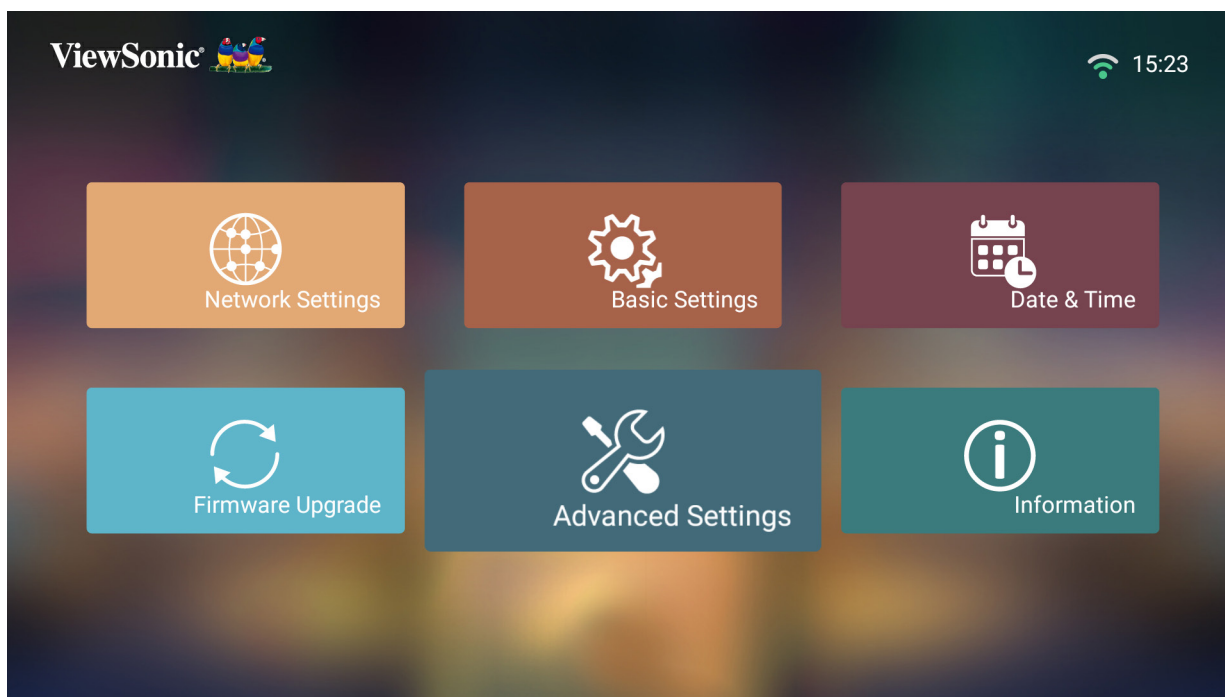 ViewSonic®
15:23
Network Settings
Basic Settings
Date & Time
Firmware Upgrade
Advanced Settings
Information